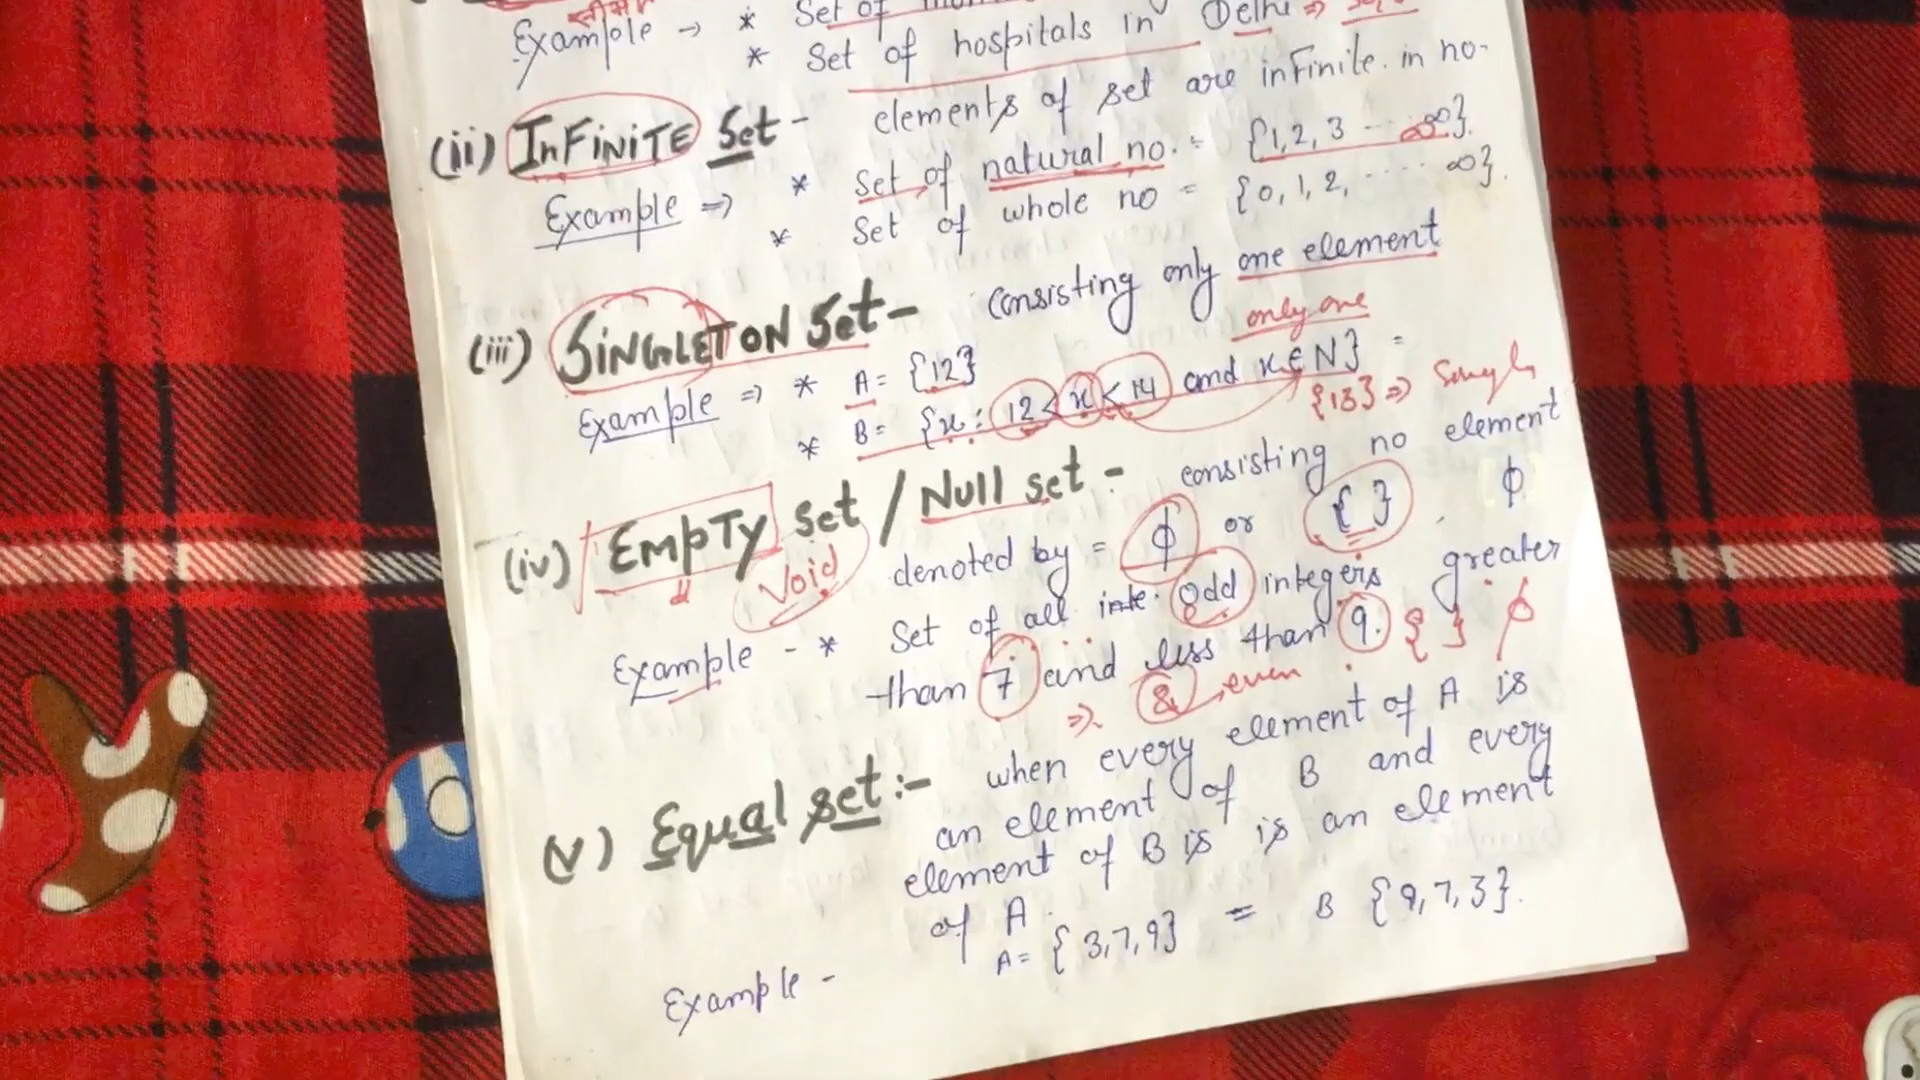 Example → * Set of
* Set of hospitals in Delhi ⇒
(ii) INFINITE Set - elements of set are infinite. in no-
Example ⇒ * Set of natural no. = {1, 2, 3 ... ∞}.
* Set of whole no = {0, 1, 2, ..... ∞}.
(iii) SINGLETON Set - consisting only one element
only one
Example ⇒ * A = {12}
* B = {x : 12 < x < 14 and x ∈ N} =
{13} ⇒
(iv) EMPTY set / Null set - consisting no element
Void
denoted by = ϕ or { } . ϕ
Example - * Set of all odd integers greater
than 7 and less than 9. { } ϕ
⇒ 8 even
(v) Equal set :- when every element of A is
an element of B and every
element of B is is an element
of A.
Example - A = {3, 7, 9} = B {9, 7, 3}.